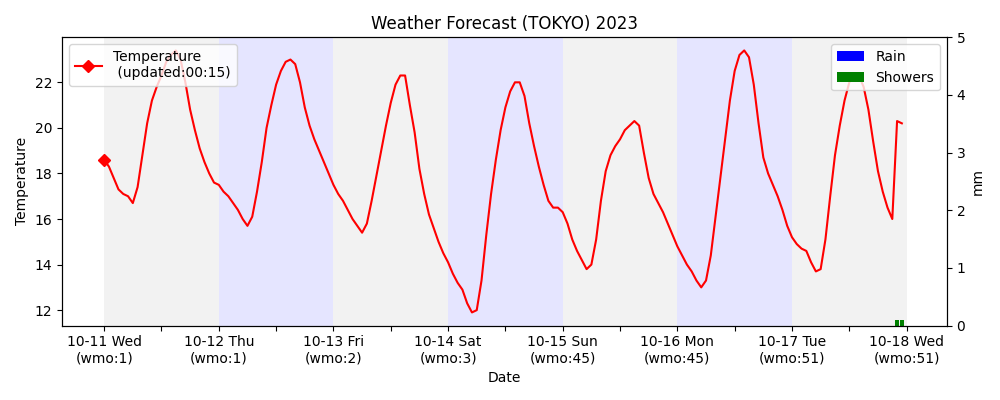 Weather Forecast (TOKYO) 2023
Temperature
(updated:00:15)
Rain
Showers
Temperature
22
20
18
16
14
12
5
4
3
2
1
0
mm
10-11 Wed
(wmo:1)
10-12 Thu
(wmo:1)
10-13 Fri
(wmo:2)
10-14 Sat
(wmo:3)
10-15 Sun
(wmo:45)
10-16 Mon
(wmo:45)
10-17 Tue
(wmo:51)
10-18 Wed
(wmo:51)
Date